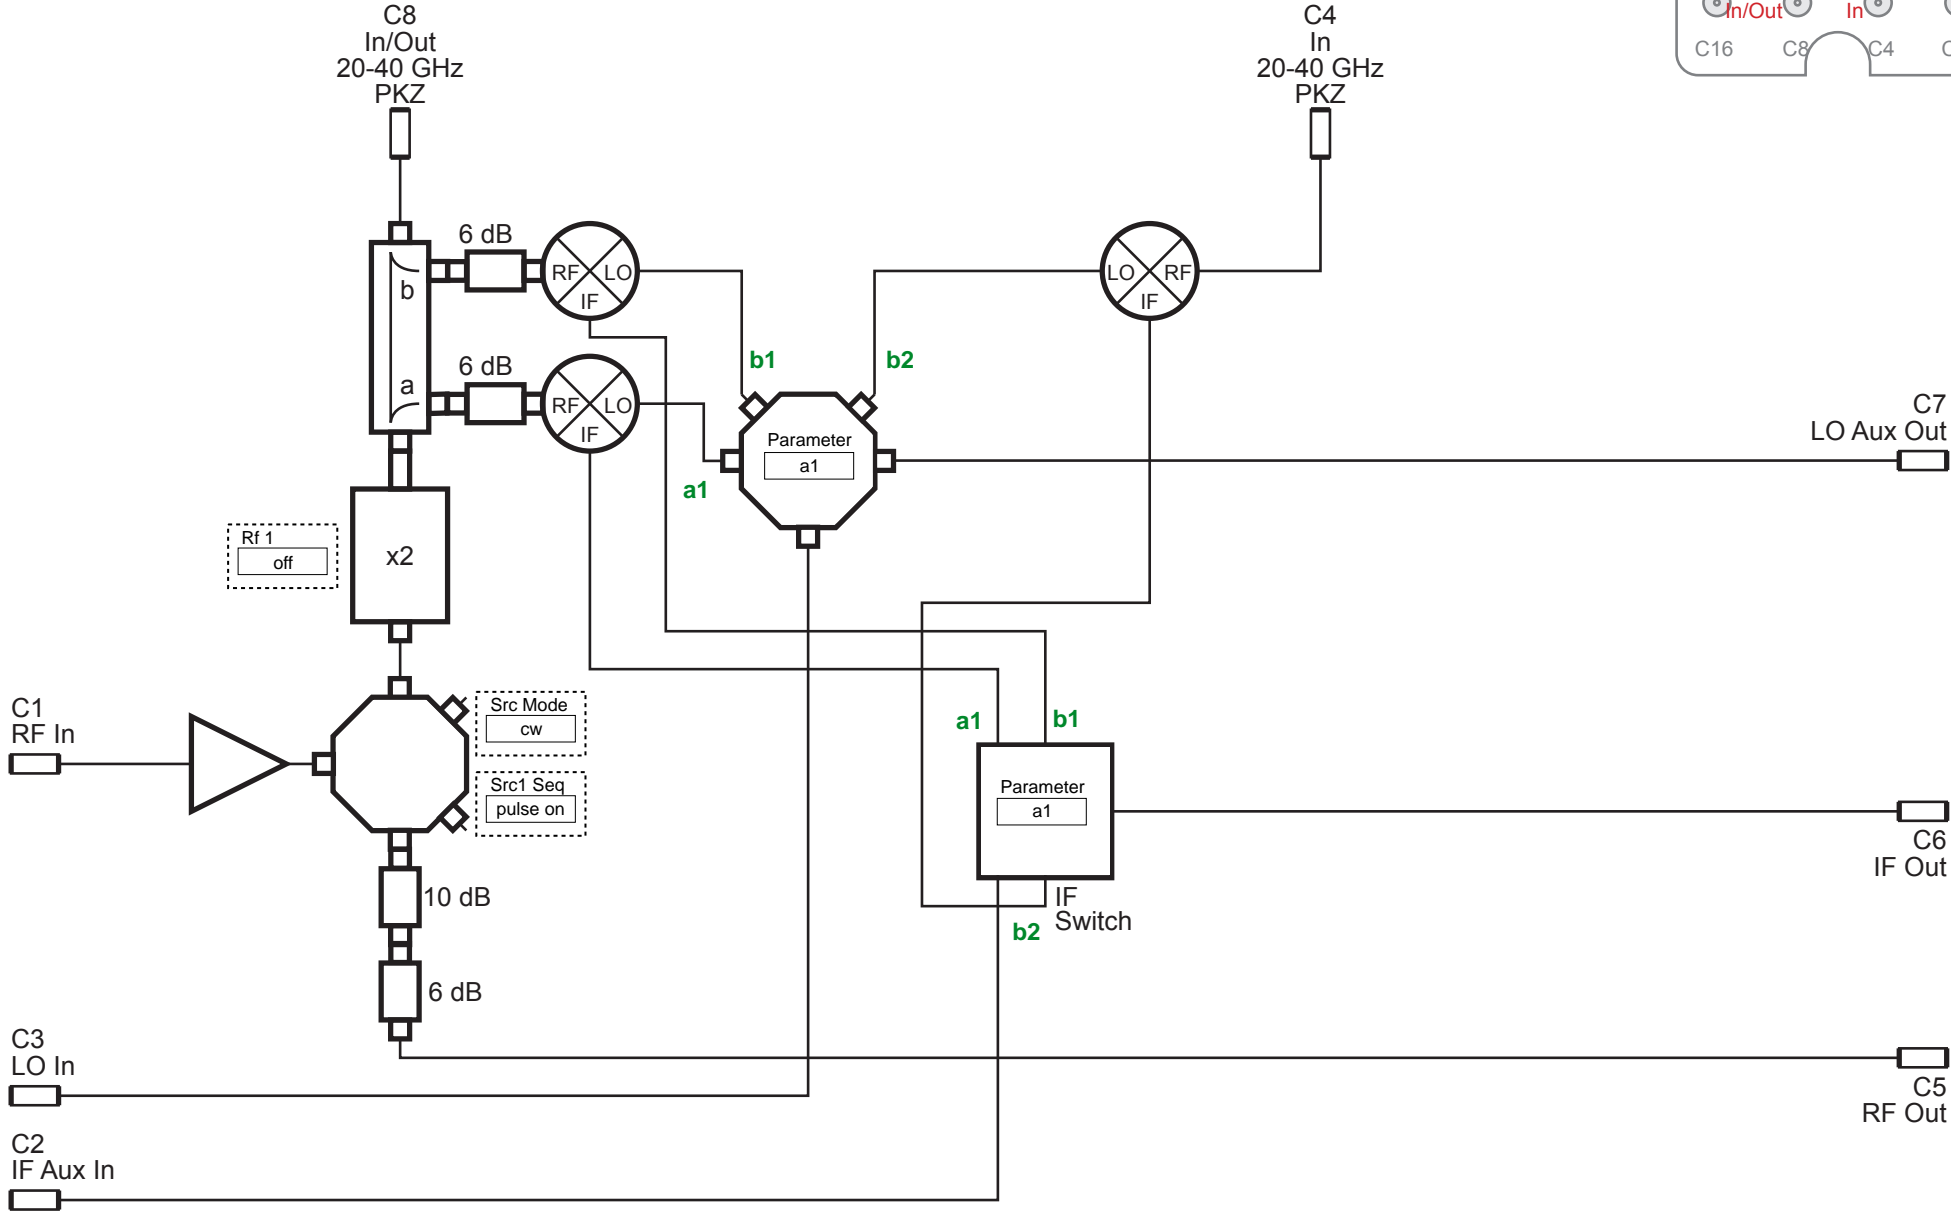 C8
In/Out
20-40 GHz
PKZ
C4
In
20-40 GHz
PKZ
In/Out
In
C16
C8
C4
6 dB
b
RF
LO
IF
LO
RF
IF
b1
b2
6 dB
a
RF
LO
IF
Parameter
a1
a1
C7
LO Aux Out
Rf 1
off
x2
C1
RF In
Src Mode
cw
Src1 Seq
pulse on
a1
b1
Parameter
a1
C6
IF Out
10 dB
IF
Switch
b2
6 dB
C3
LO In
C5
RF Out
C2
IF Aux In